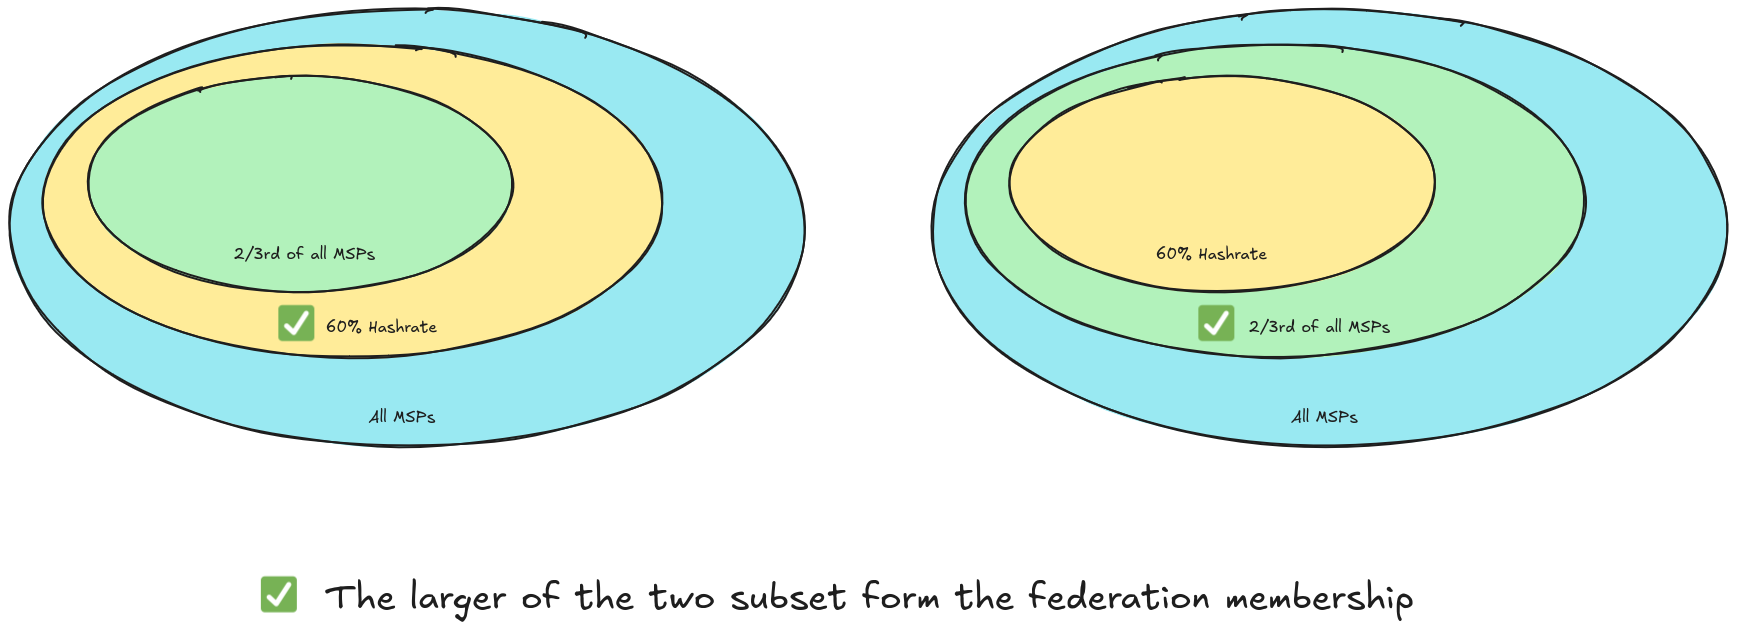 2/3rd of all MSPs
✅ 60% Hashrate
All MSPs
60% Hashrate
✅ 2/3rd of all MSPs
All MSPs
✅ The larger of the two subset form the federation membership